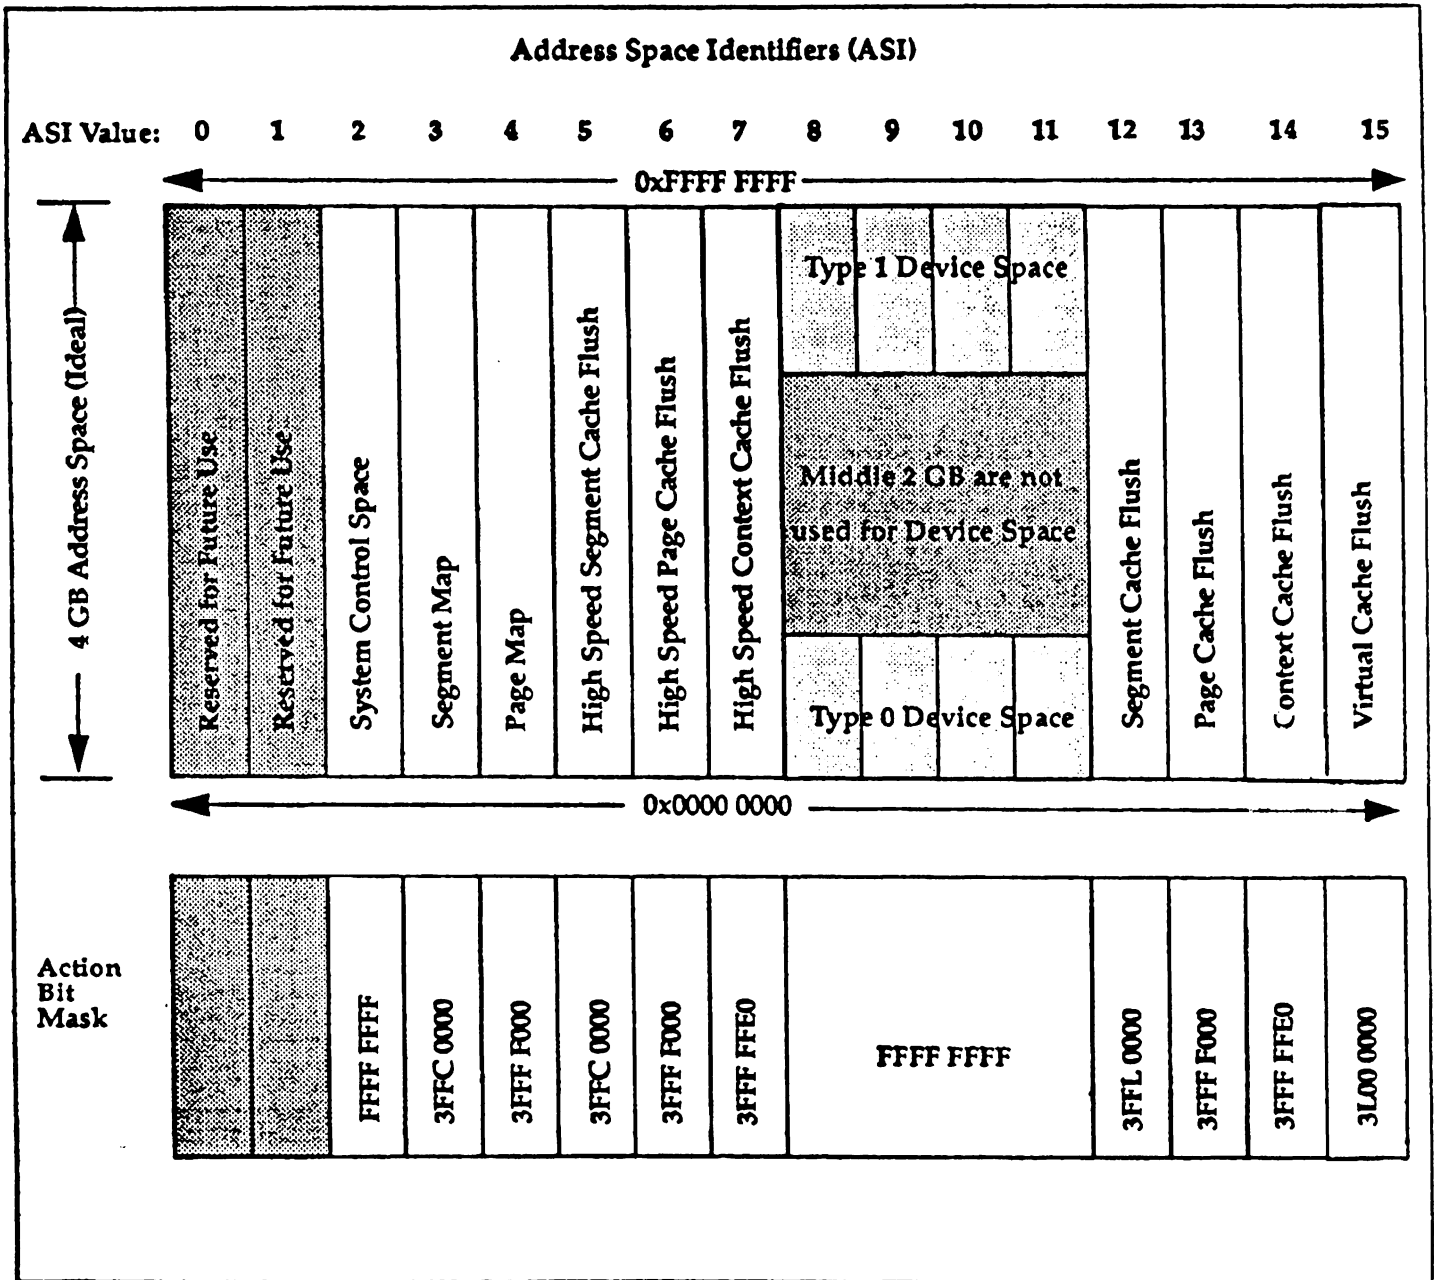 Address Space Identifiers (ASI)
ASI Value: 0 1 2 3 4 5 6 7 8 9 10 11 12 13 14 15
0xFFFF FFFF
4 GB Address Space (Ideal)
Reserved for Future Use
Reserved for Future Use
System Control Space
Segment Map
Page Map
High Speed Segment Cache Flush
High Speed Page Cache Flush
High Speed Context Cache Flush
Type 1 Device Space
Middle 2 GB are not
used for Device Space
Type 0 Device Space
Segment Cache Flush
Page Cache Flush
Context Cache Flush
Virtual Cache Flush
0x0000 0000
Action
Bit
Mask
FFFF FFFF
3FFC 0000
3FFF F000
3FFC 0000
3FFF F000
3FFF FFE0
FFFF FFFF
3FFL 0000
3FFF F000
3FFF FFE0
3L00 0000